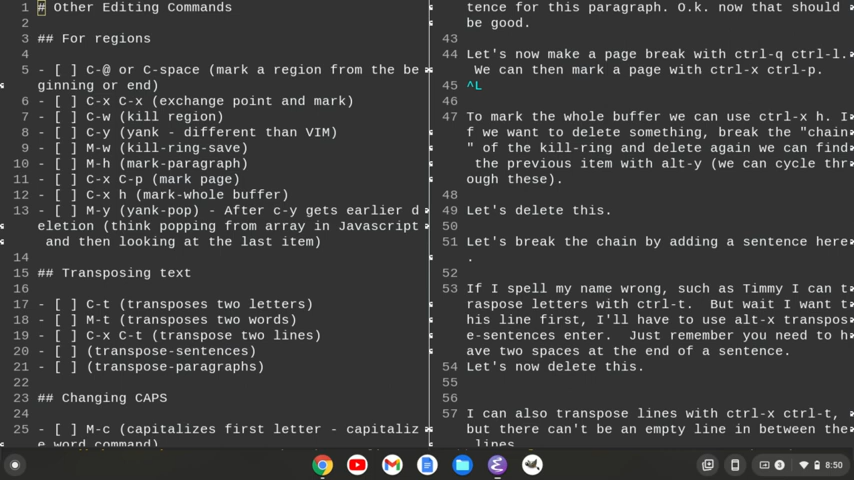 1 # Other Editing Commands
2
3 ## For regions
4
5 - [ ] C-@ or C-space (mark a region from the be
ginning or end)
6 - [ ] C-x C-x (exchange point and mark)
7 - [ ] C-w (kill region)
8 - [ ] C-y (yank - different than VIM)
9 - [ ] M-w (kill-ring-save)
10 - [ ] M-h (mark-paragraph)
11 - [ ] C-x C-p (mark page)
12 - [ ] C-x h (mark-whole buffer)
13 - [ ] M-y (yank-pop) - After c-y gets earlier d
eletion (think popping from array in Javascript
and then looking at the last item)
14
15 ## Transposing text
16
17 - [ ] C-t (transposes two letters)
18 - [ ] M-t (transposes two words)
19 - [ ] C-x C-t (transpose two lines)
20 - [ ] (transpose-sentences)
21 - [ ] (transpose-paragraphs)
22
23 ## Changing CAPS
24
25 - [ ] M-c (capitalizes first letter - capitaliz
e word command)
tence for this paragraph. O.k. now that should
be good.
43
44 Let's now make a page break with ctrl-q ctrl-l.
We can then mark a page with ctrl-x ctrl-p.
45 ^L
46
47 To mark the whole buffer we can use ctrl-x h. I
f we want to delete something, break the "chain
" of the kill-ring and delete again we can find
the previous item with alt-y (we can cycle thr
ough these).
48
49 Let's delete this.
50
51 Let's break the chain by adding a sentence here
.
52
53 If I spell my name wrong, such as Timmy I can t
raspose letters with ctrl-t.  But wait I want t
his line first, I'll have to use alt-x transpos
e-sentences enter.  Just remember you need to h
ave two spaces at the end of a sentence.
54 Let's now delete this.
55
56
57 I can also transpose lines with ctrl-x ctrl-t,
but there can't be an empty line in between the
lines
3 8:50